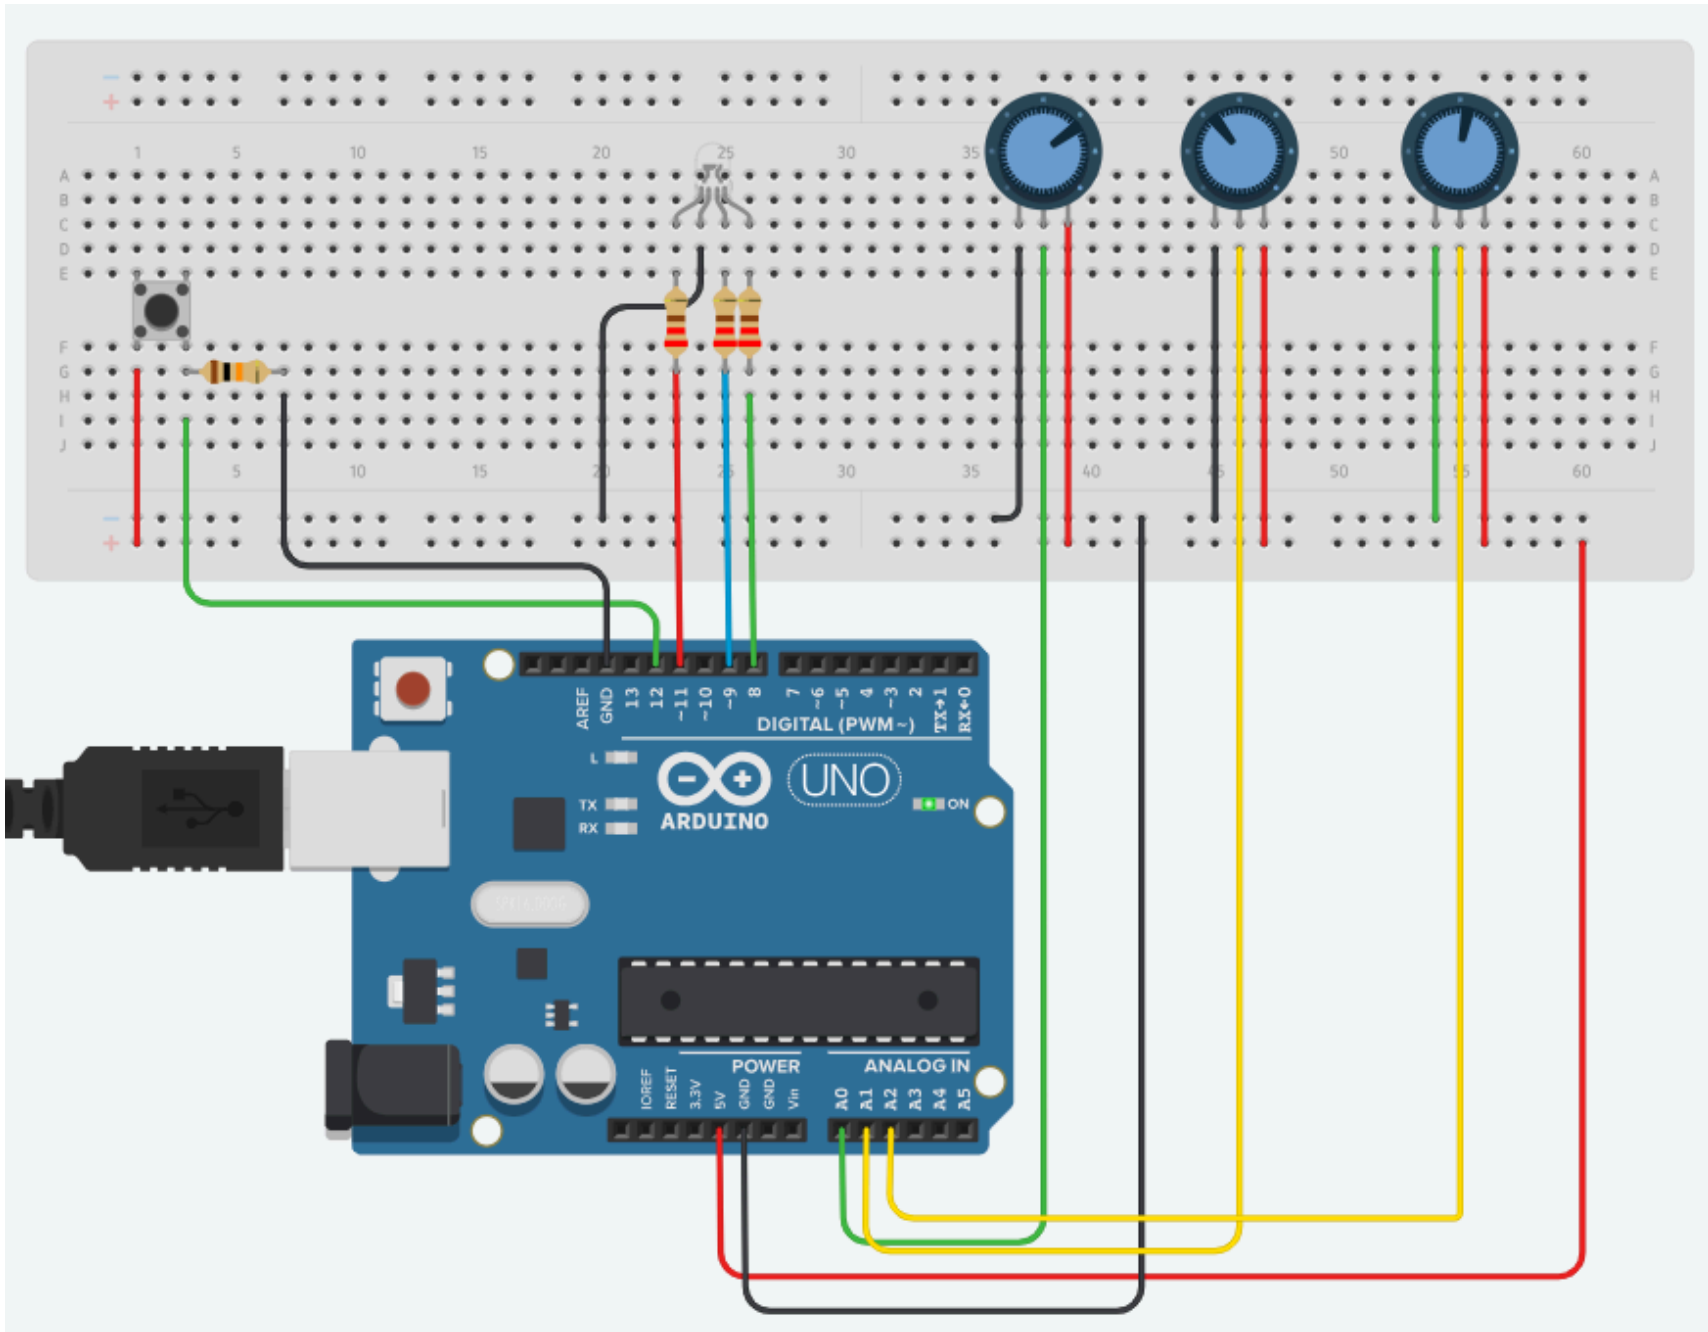 − −
+ +
1 5 10 15 20 25 30 35 50 60
A A
B B
C C
D D
E E
F F
G G
H H
I I
J J
5 10 15 20 25 30 35 40 45 50 55 60
−
+
AREF GND 13 12 ~11 ~10 ~9 8 7 ~6 ~5 4 ~3 2 TX→1 RX←0
DIGITAL (PWM~)
L
UNO
TX ON
RX ARDUINO
POWER ANALOG IN
IOREF RESET 3.3V 5V GND GND Vin A0 A1 A2 A3 A4 A5